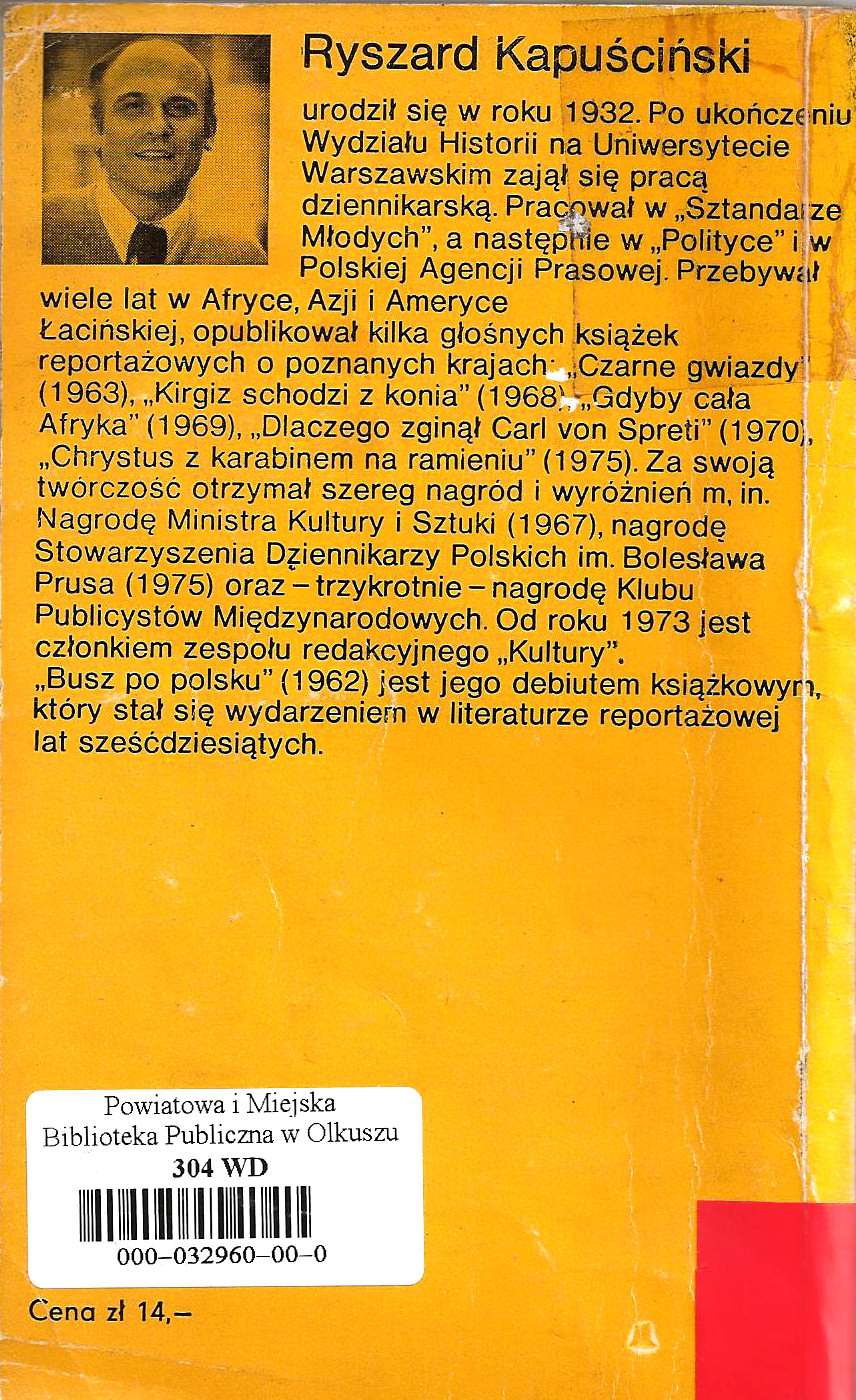 Ryszard Kapuściński
urodził się w roku 1932. Po ukończeniu
Wydziału Historii na Uniwersytecie
Warszawskim zajął się pracą
dziennikarską. Pracował w „Sztandarze
Młodych”, a następnie w „Polityce” i w
Polskiej Agencji Prasowej. Przebywał
wiele lat w Afryce, Azji i Ameryce
Łacińskiej, opublikował kilka głośnych książek
reportażowych o poznanych krajach: „Czarne gwiazdy”
(1963), „Kirgiz schodzi z konia” (1968), „Gdyby cała
Afryka” (1969), „Dlaczego zginął Carl von Spreti” (1970),
„Chrystus z karabinem na ramieniu” (1975). Za swoją
twórczość otrzymał szereg nagród i wyróżnień m, in.
Nagrodę Ministra Kultury i Sztuki (1967), nagrodę
Stowarzyszenia Dziennikarzy Polskich im. Bolesława
Prusa (1975) oraz – trzykrotnie – nagrodę Klubu
Publicystów Międzynarodowych. Od roku 1973 jest
członkiem zespołu redakcyjnego „Kultury”.
„Busz po polsku” (1962) jest jego debiutem książkowym,
który stał się wydarzeniem w literaturze reportażowej
lat sześćdziesiątych.
Powiatowa i Miejska
Biblioteka Publiczna w Olkuszu
304 WD
000-032960-00-0
Cena zł 14,–